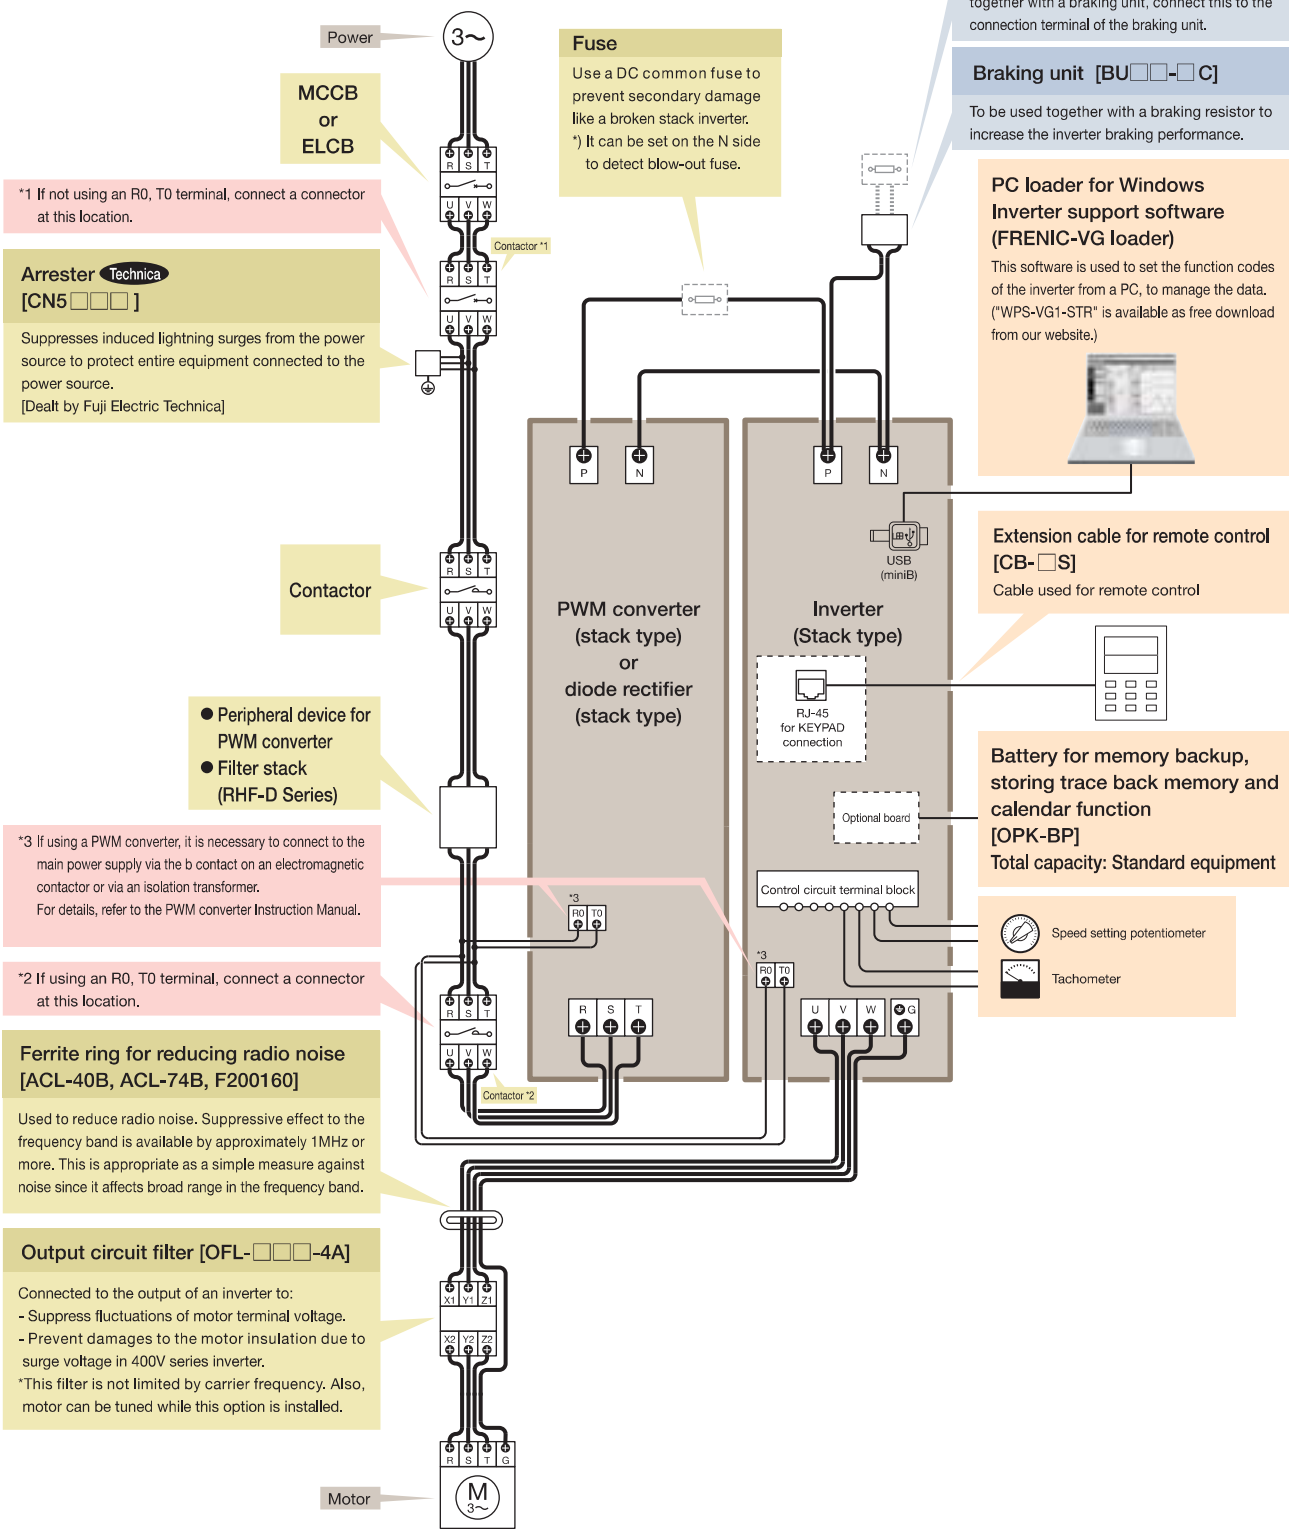 together with a braking unit, connect this to the
connection terminal of the braking unit.
Power
3~
Fuse
Use a DC common fuse to
prevent secondary damage
like a broken stack inverter.
*) It can be set on the N side
to detect blow-out fuse.
Braking unit [BU□□-□C]
To be used together with a braking resistor to
increase the inverter braking performance.
MCCB
or
ELCB
R S T
U V W
*1 If not using an R0, T0 terminal, connect a connector
at this location.
Contactor *1
R S T
U V W
PC loader for Windows
Inverter support software
(FRENIC-VG loader)
This software is used to set the function codes
of the inverter from a PC, to manage the data.
("WPS-VG1-STR" is available as free download
from our website.)
Arrester Technica
[CN5□□□]
Suppresses induced lightning surges from the power
source to protect entire equipment connected to the
power source.
[Dealt by Fuji Electric Technica]
P N
P N
USB
(miniB)
Extension cable for remote control
[CB-□S]
Cable used for remote control
Contactor
R S T
U V W
PWM converter
(stack type)
or
diode rectifier
(stack type)
Inverter
(Stack type)
RJ-45
for KEYPAD
connection
● Peripheral device for
PWM converter
● Filter stack
(RHF-D Series)
Battery for memory backup,
storing trace back memory and
calendar function
[OPK-BP]
Total capacity: Standard equipment
Optional board
*3 If using a PWM converter, it is necessary to connect to the
main power supply via the b contact on an electromagnetic
contactor or via an isolation transformer.
For details, refer to the PWM converter Instruction Manual.
Control circuit terminal block
*3
R0 T0
*3
R0 T0
Speed setting potentiometer
Tachometer
*2 If using an R0, T0 terminal, connect a connector
at this location.
R S T
U V W
Contactor *2
R S T
U V W G
Ferrite ring for reducing radio noise
[ACL-40B, ACL-74B, F200160]
Used to reduce radio noise. Suppressive effect to the
frequency band is available by approximately 1MHz or
more. This is appropriate as a simple measure against
noise since it affects broad range in the frequency band.
Output circuit filter [OFL-□□□-4A]
Connected to the output of an inverter to:
- Suppress fluctuations of motor terminal voltage.
- Prevent damages to the motor insulation due to
surge voltage in 400V series inverter.
*This filter is not limited by carrier frequency. Also,
motor can be tuned while this option is installed.
X1 Y1 Z1
X2 Y2 Z2
R S T G
Motor
M
3~